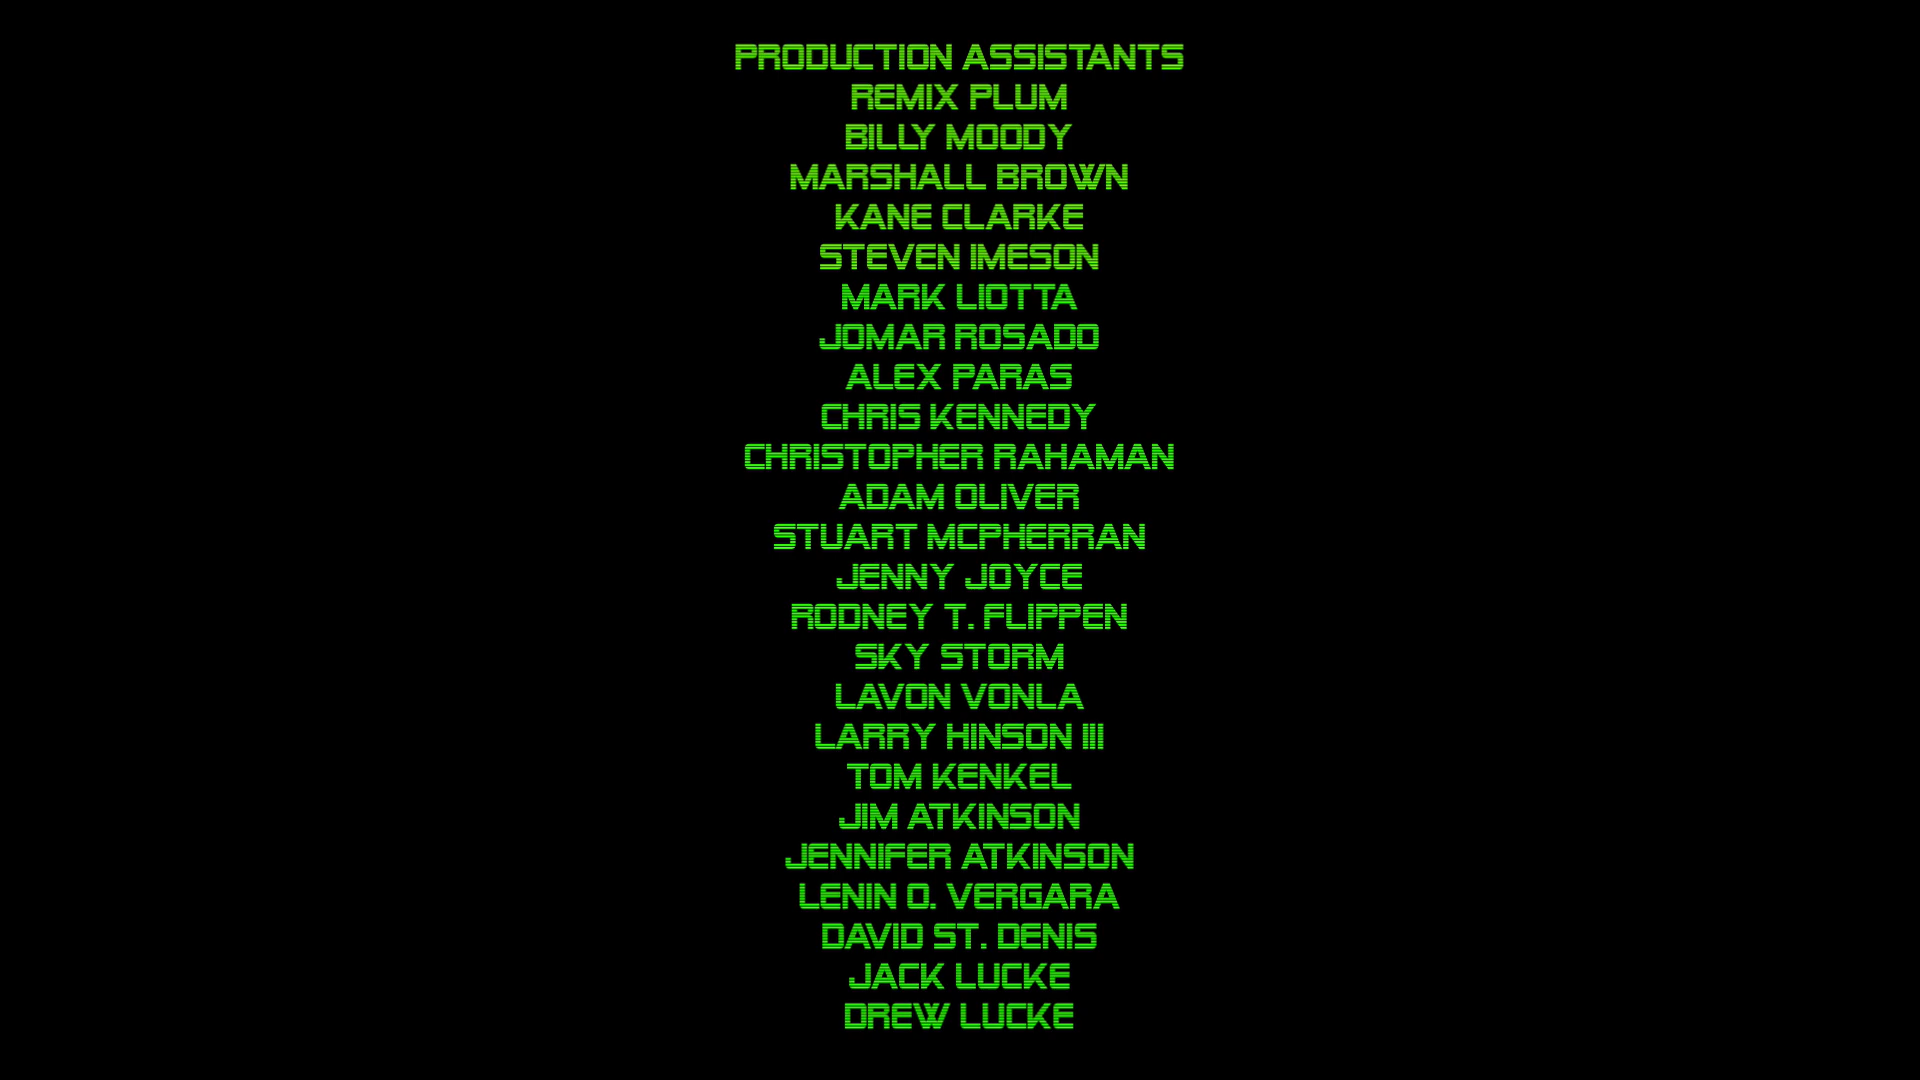 PRODUCTION ASSISTANTS
REMIX PLUM
BILLY MOODY
MARSHALL BROWN
KANE CLARKE
STEVEN IMESON
MARK LIOTTA
JOMAR ROSADO
ALEX PARAS
CHRIS KENNEDY
CHRISTOPHER RAHAMAN
ADAM OLIVER
STUART MCPHERRAN
JENNY JOYCE
RODNEY T. FLIPPEN
SKY STORM
LAVON VONLA
LARRY HINSON III
TOM KENKEL
JIM ATKINSON
JENNIFER ATKINSON
LENIN O. VERGARA
DAVID ST. DENIS
JACK LUCKE
DREW LUCKE